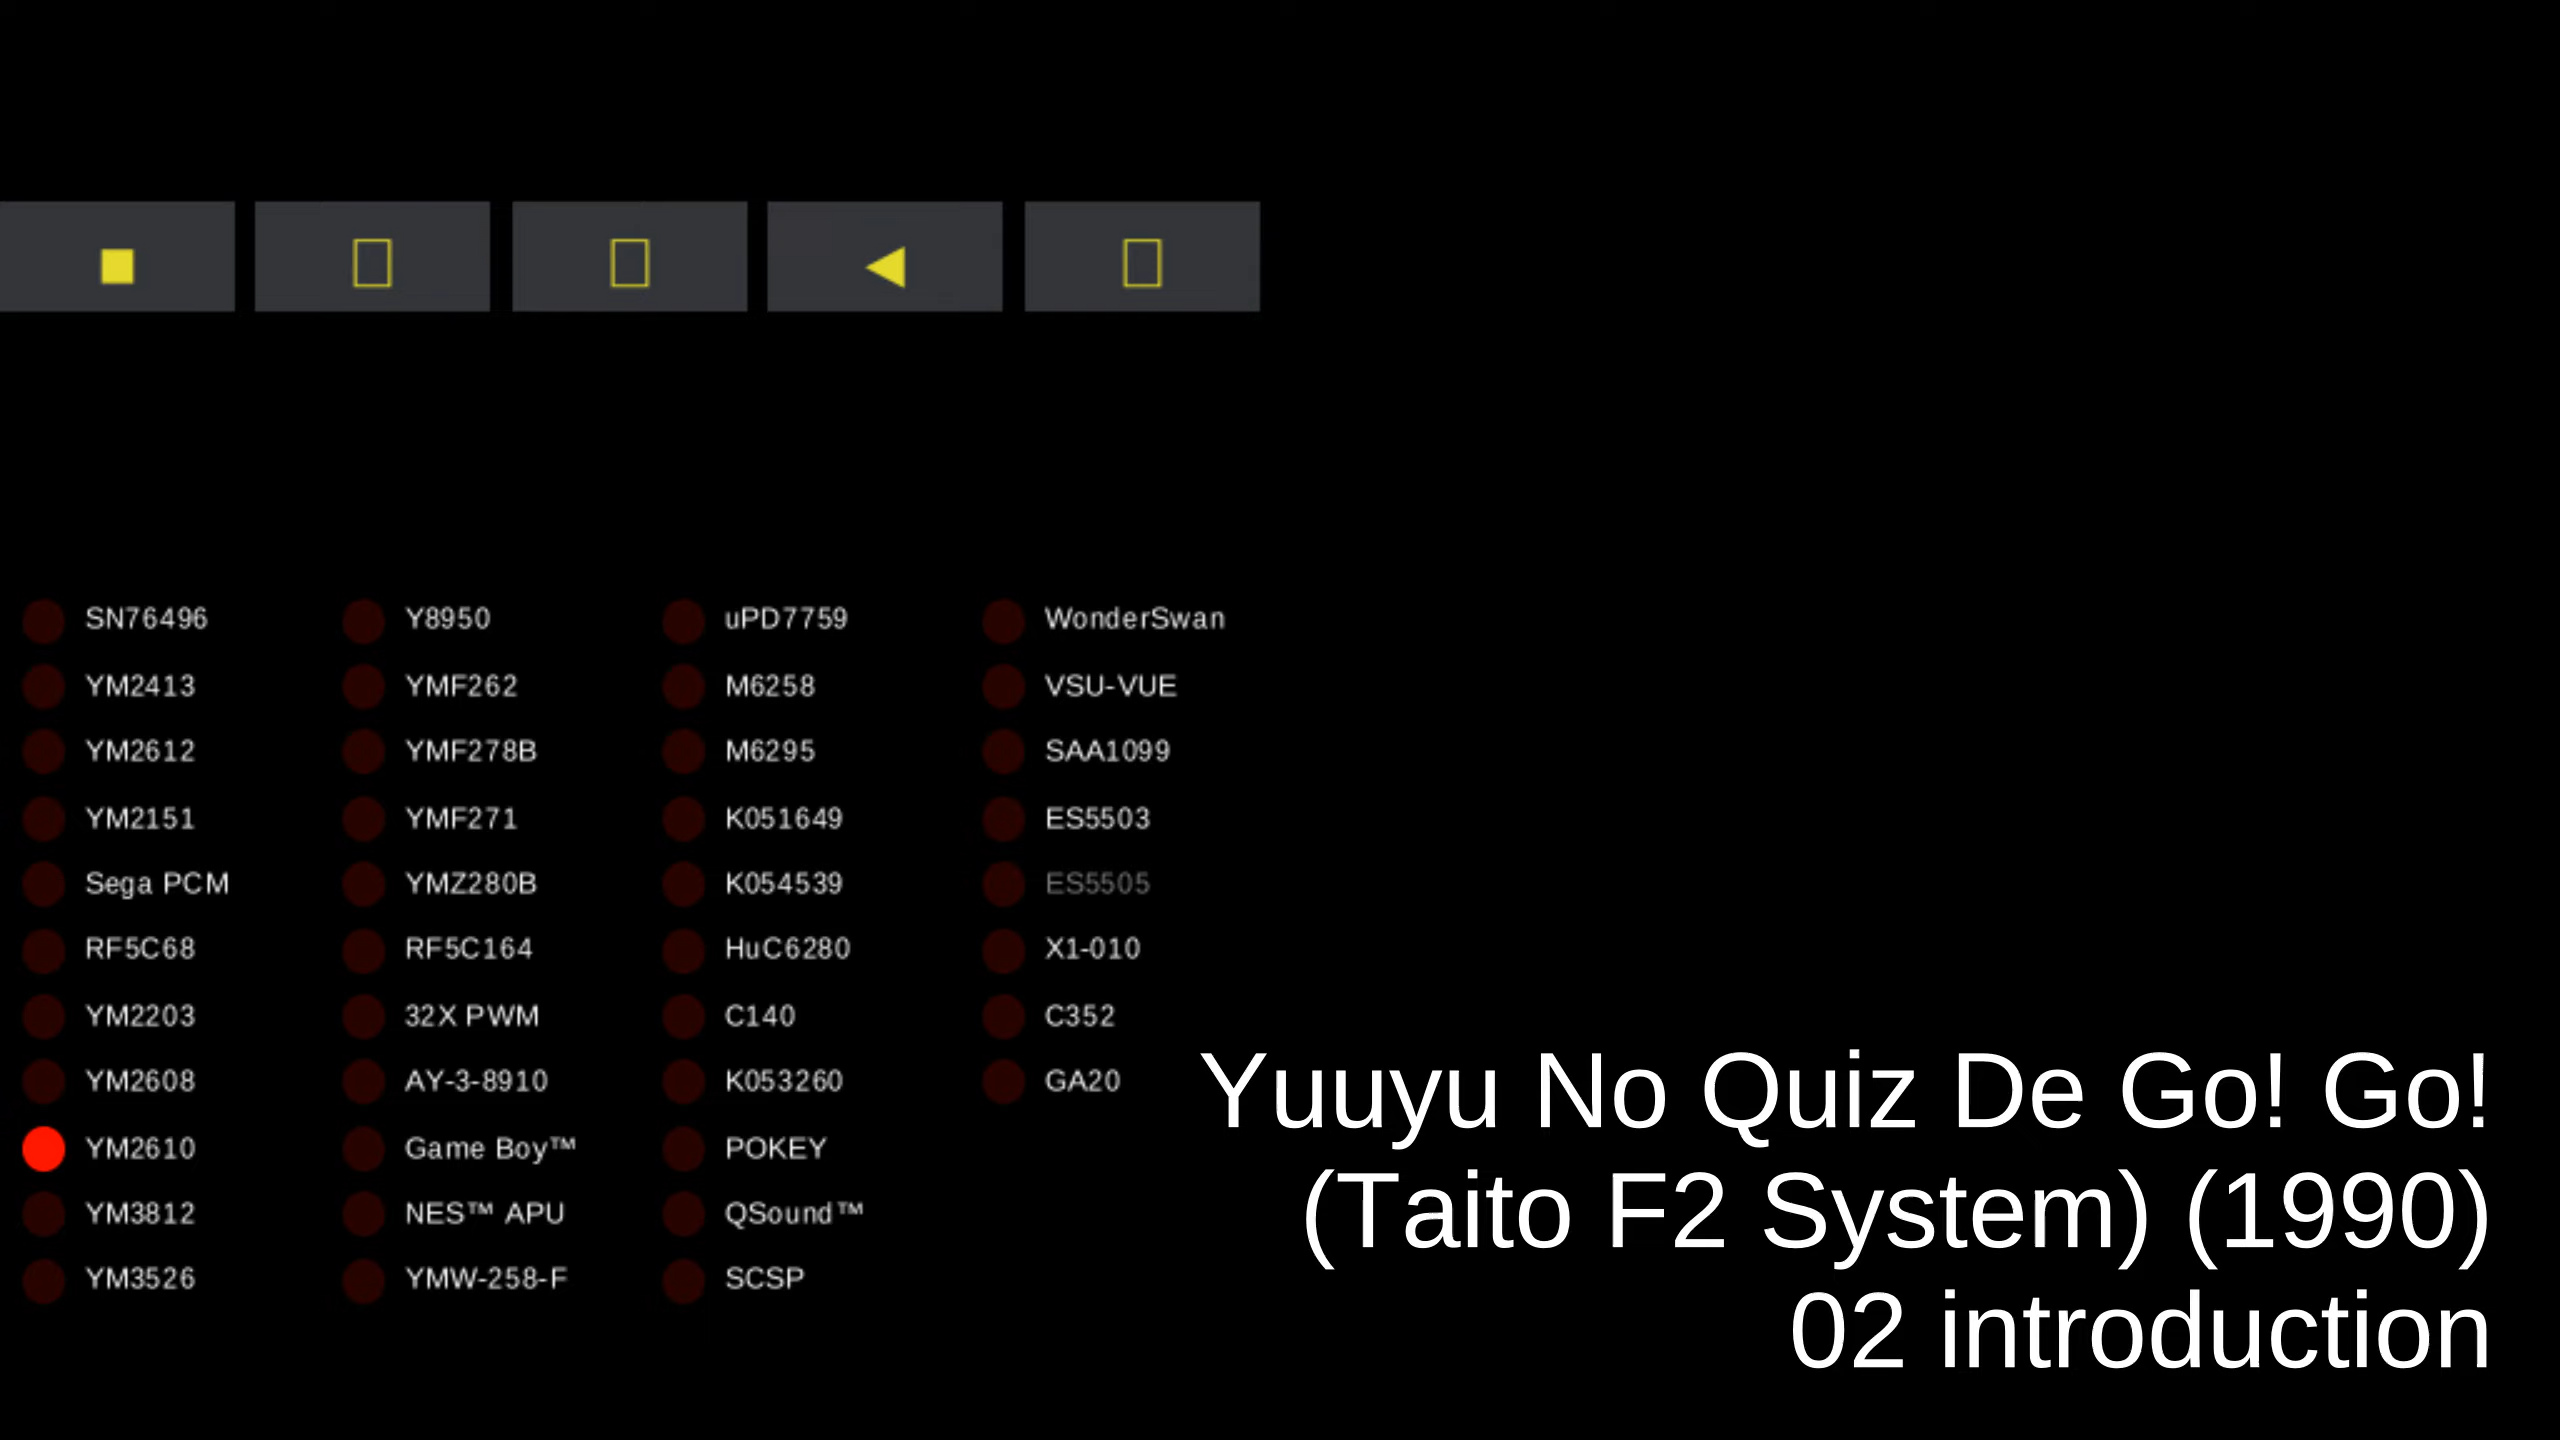 SN76496 Y8950 uPD7759 WonderSwan
YM2413 YMF262 M6258 VSU-VUE
YM2612 YMF278B M6295 SAA1099
YM2151 YMF271 K051649 ES5503
Sega PCM YMZ280B K054539 ES5505
RF5C68 RF5C164 HuC6280 X1-010
YM2203 32X PWM C140 C352
YM2608 AY-3-8910 K053260 GA20
YM2610 Game Boy™ POKEY
YM3812 NES™ APU QSound™
YM3526 YMW-258-F SCSP
Yuuyu No Quiz De Go! Go!
(Taito F2 System) (1990)
02 introduction